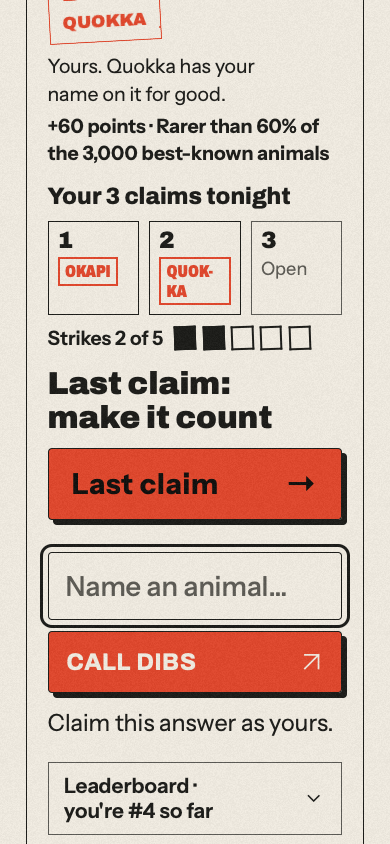 QUOKKA
Yours. Quokka has your
name on it for good.
+60 points · Rarer than 60% of
the 3,000 best-known animals
Your 3 claims tonight
1
OKAPI
2
QUOK-
KA
3
Open
Strikes 2 of 5
Last claim:
make it count
Last claim →
Name an animal...
CALL DIBS
Claim this answer as yours.
Leaderboard ·
you're #4 so far